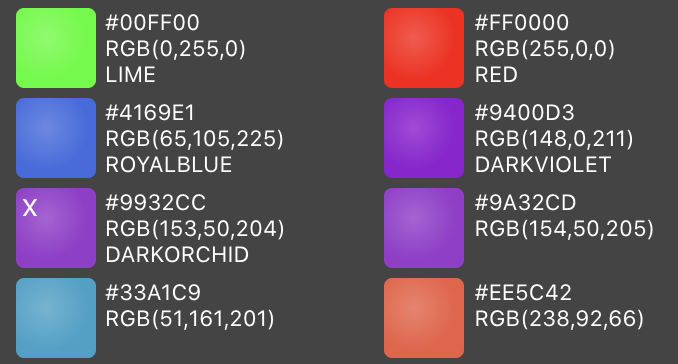 #00FF00
RGB(0,255,0)
LIME
#FF0000
RGB(255,0,0)
RED
#4169E1
RGB(65,105,225)
ROYALBLUE
#9400D3
RGB(148,0,211)
DARKVIOLET
X
#9932CC
RGB(153,50,204)
DARKORCHID
#9A32CD
RGB(154,50,205)
#33A1C9
RGB(51,161,201)
#EE5C42
RGB(238,92,66)